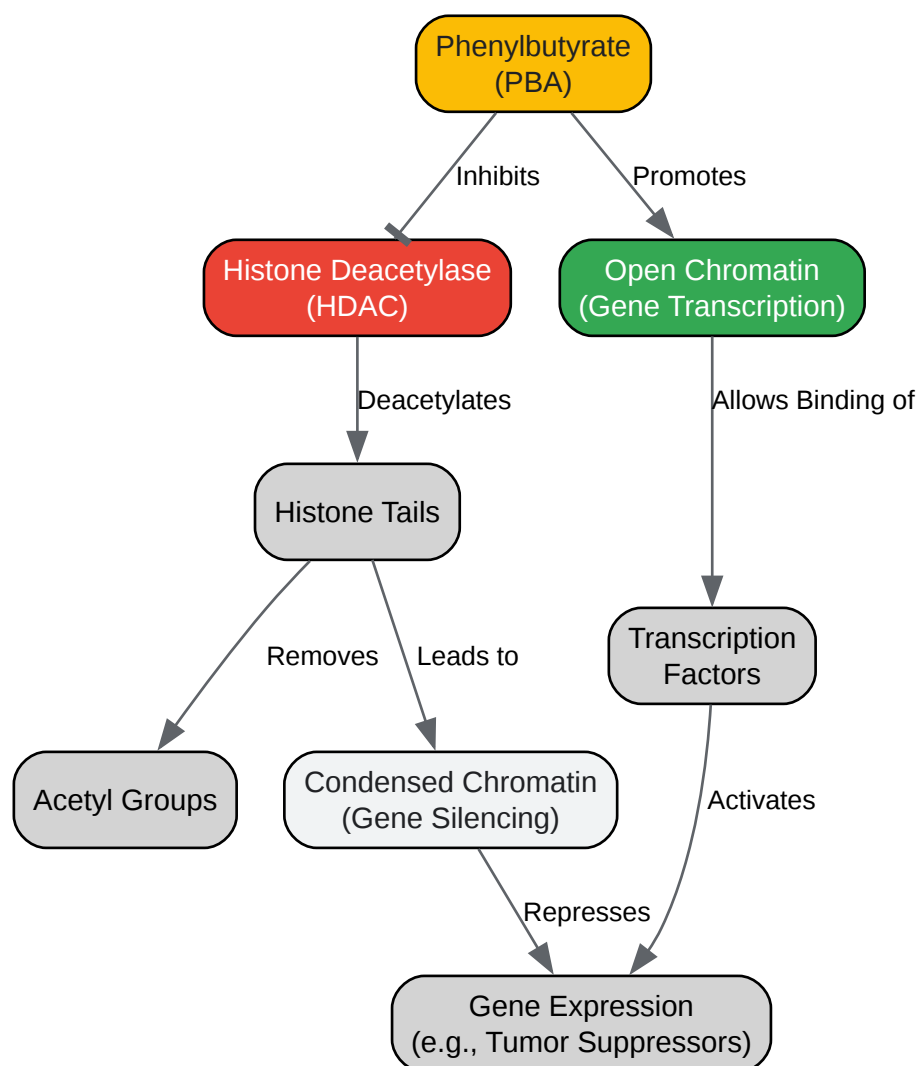 Phenylbutyrate
(PBA)
Inhibits
Promotes
Histone Deacetylase
(HDAC)
Open Chromatin
(Gene Transcription)
Deacetylates
Allows Binding of
Histone Tails
Transcription
Factors
Removes
Leads to
Acetyl Groups
Condensed Chromatin
(Gene Silencing)
Activates
Represses
Gene Expression
(e.g., Tumor Suppressors)